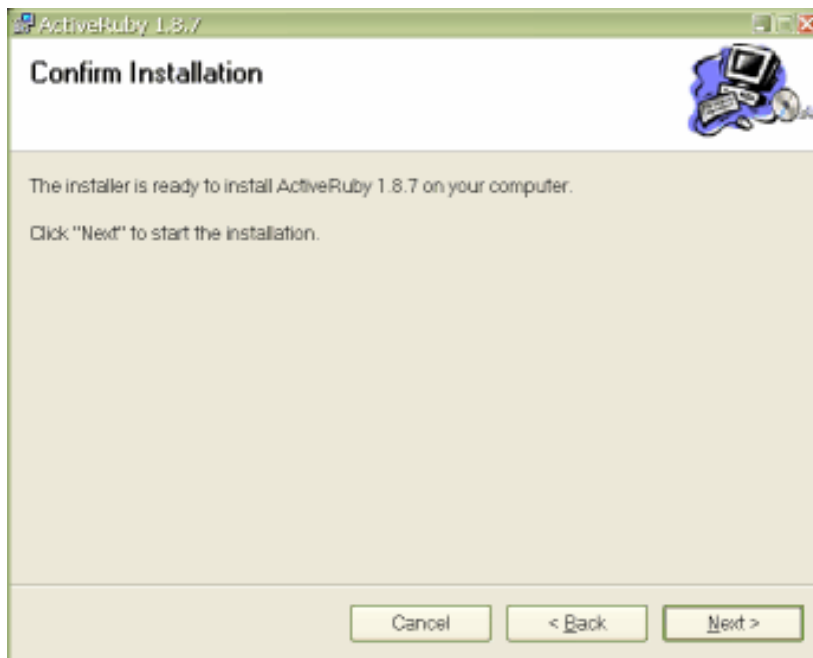 ActiveRuby 1.8.7
Confirm Installation
The installer is ready to install ActiveRuby 1.8.7 on your computer.
Click "Next" to start the installation.
Cancel
< Back
Next >